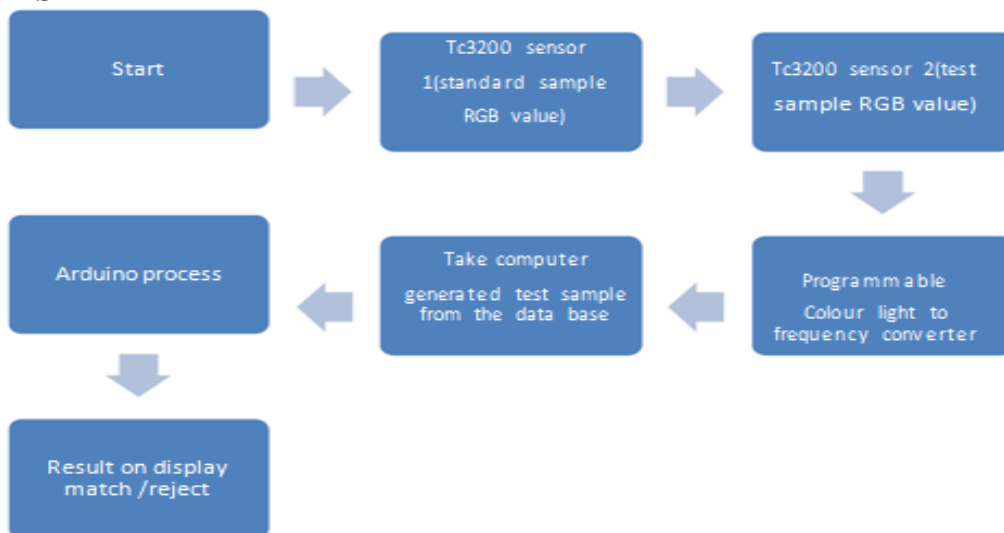 Start
Tc3200 sensor
1(standard sample
RGB value)
Tc3200 sensor 2(test
sample RGB value)
Programmable
Colour light to
frequency converter
Take computer
generated test sample
from the data base
Arduino process
Result on display
match /reject